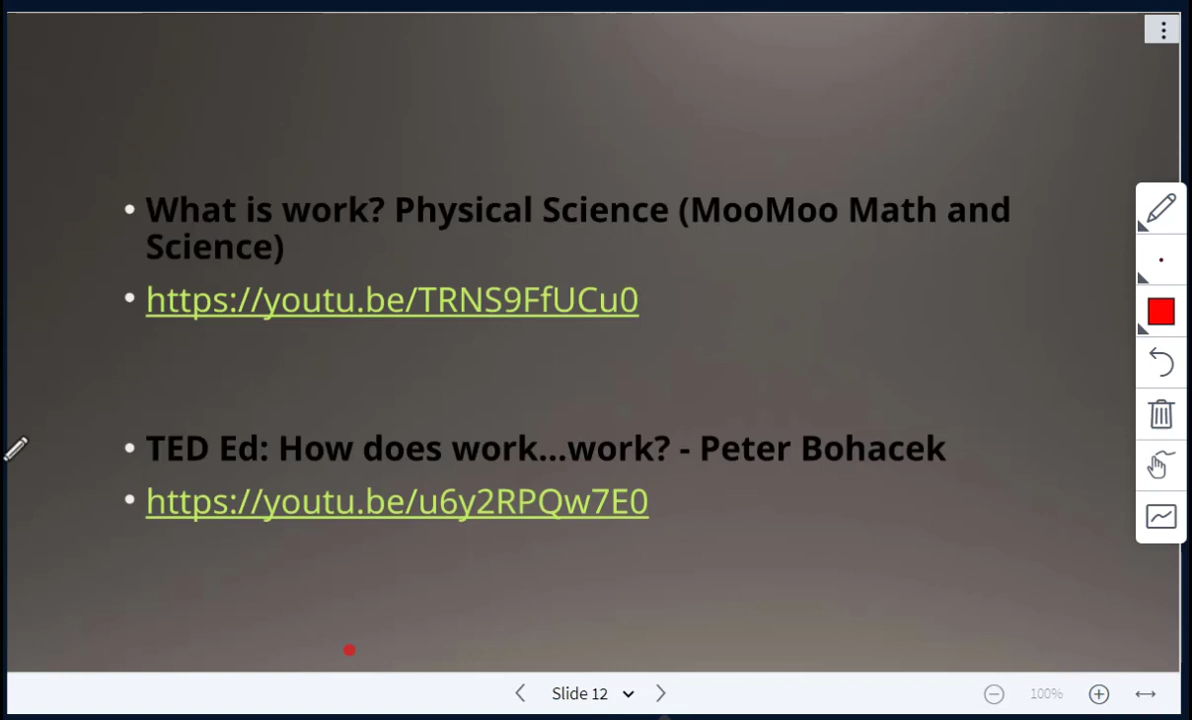 • What is work? Physical Science (MooMoo Math and
Science)
• https://youtu.be/TRNS9FfUCu0
• TED Ed: How does work...work? - Peter Bohacek
• https://youtu.be/u6y2RPQw7E0
Slide 12
100%